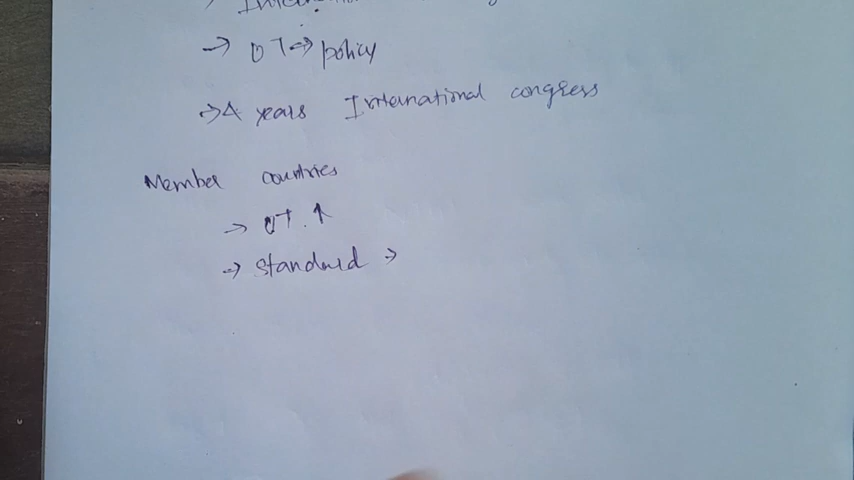 → OT ⇒ policy
→ 4 years International congress
Member countries
→ OT. ↑
→ standard →